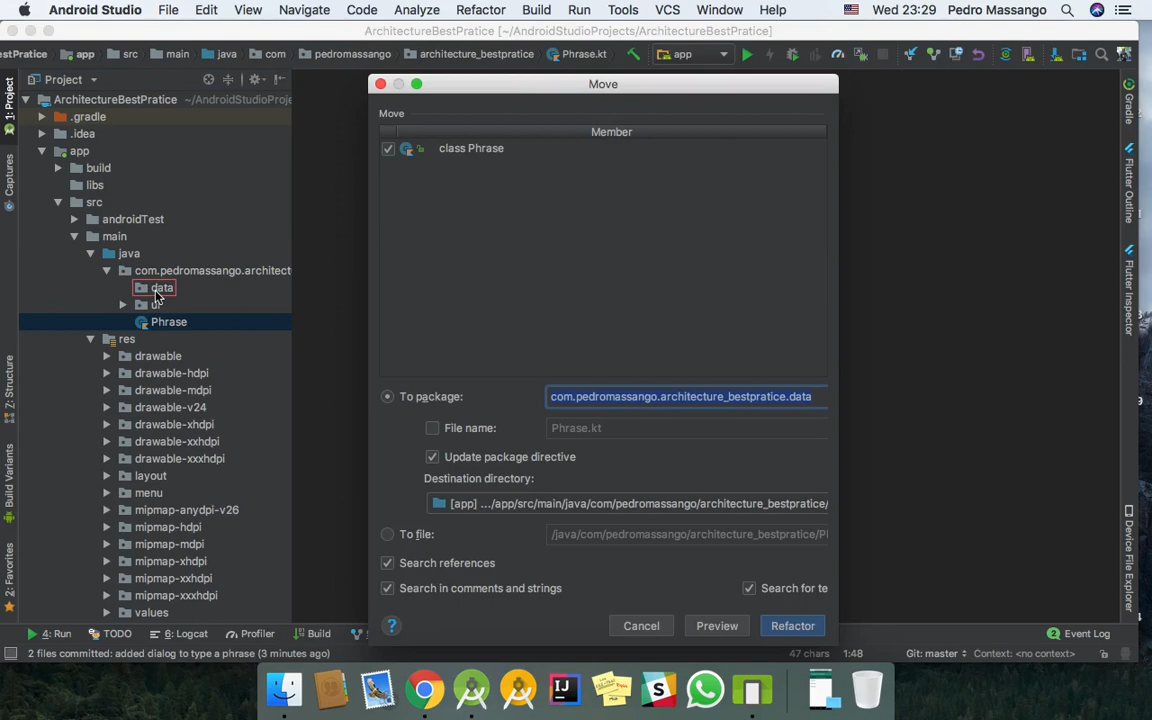 Android Studio File Edit View Navigate Code Analyze Refactor Build Run Tools VCS Window Help Wed 23:29 Pedro Massango
ArchitectureBestPratice [~/AndroidStudioProjects/ArchitectureBestPratice]
stPratice app src main java com pedromassango architecture_bestpratice Phrase.kt app
1: Project
Captures
7: Structure
Build Variants
2: Favorites
Project
ArchitectureBestPratice ~/AndroidStudioProje
.gradle
.idea
app
build
libs
src
androidTest
main
java
com.pedromassango.architect
data
Phrase
res
drawable
drawable-hdpi
drawable-mdpi
drawable-v24
drawable-xhdpi
drawable-xxhdpi
drawable-xxxhdpi
layout
menu
mipmap-anydpi-v26
mipmap-hdpi
mipmap-mdpi
mipmap-xhdpi
mipmap-xxhdpi
mipmap-xxxhdpi
values
Move
Move
Member
class Phrase
To package: com.pedromassango.architecture_bestpratice.data
File name: Phrase.kt
Update package directive
Destination directory:
[app] .../app/src/main/java/com/pedromassango/architecture_bestpratice/
To file: /java/com/pedromassango/architecture_bestpratice/Pl
Search references
Search in comments and strings Search for te
? Cancel Preview Refactor
Gradle
Flutter Outline
Flutter Inspector
Device File Explorer
4: Run TODO 6: Logcat Profiler Build 9: Event Log
2 files committed: added dialog to type a phrase (3 minutes ago) 47 chars 1:48 Git: master Context: <no context>